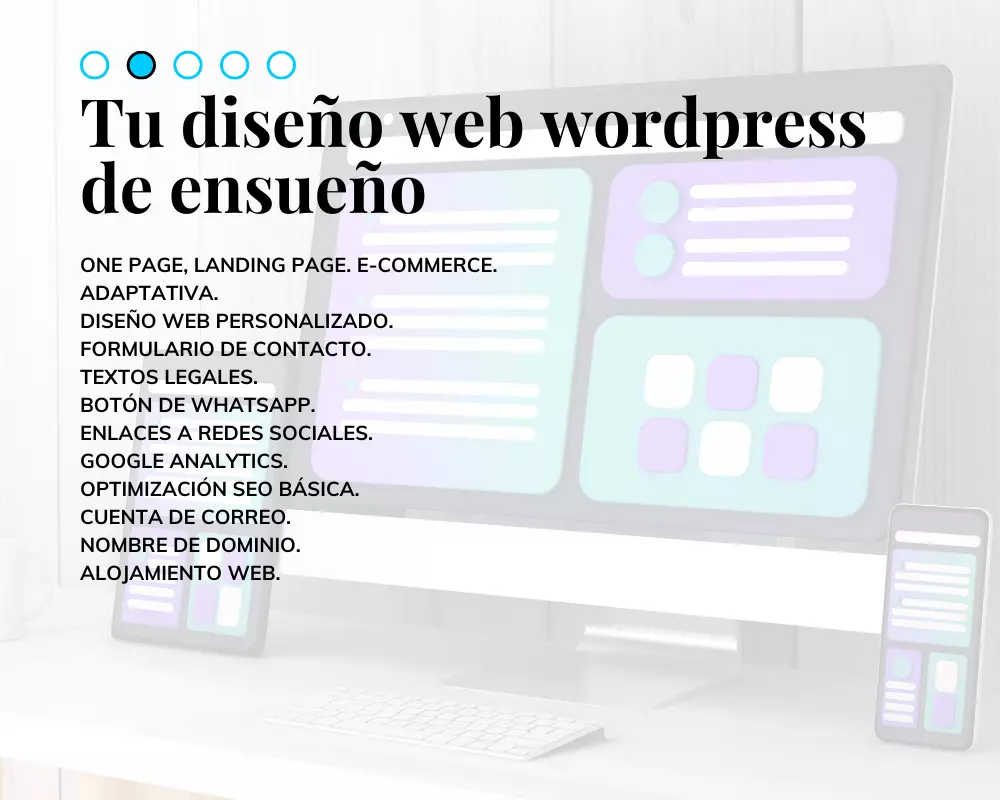 Tu diseño web wordpress
de ensueño
ONE PAGE, LANDING PAGE. E-COMMERCE.
ADAPTATIVA.
DISEÑO WEB PERSONALIZADO.
FORMULARIO DE CONTACTO.
TEXTOS LEGALES.
BOTÓN DE WHATSAPP.
ENLACES A REDES SOCIALES.
GOOGLE ANALYTICS.
OPTIMIZACIÓN SEO BÁSICA.
CUENTA DE CORREO.
NOMBRE DE DOMINIO.
ALOJAMIENTO WEB.